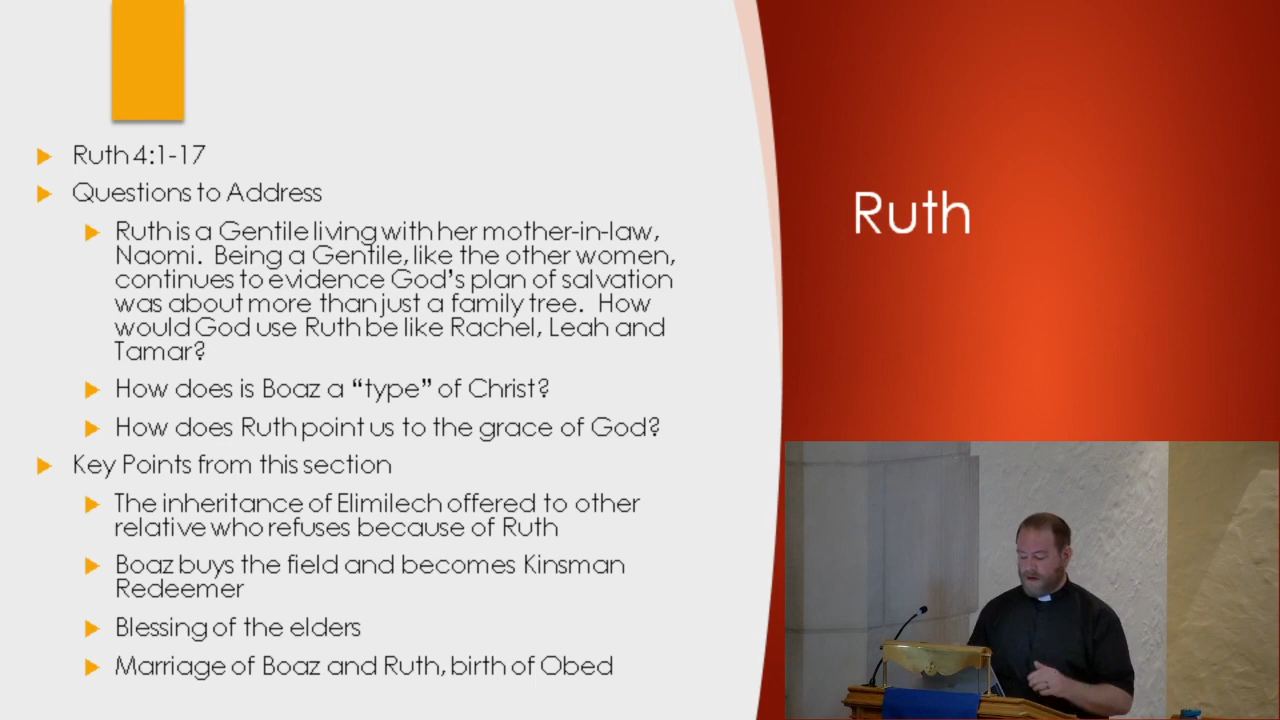 Ruth 4:1-17
Questions to Address
Ruth is a Gentile living with her mother-in-law,
Naomi. Being a Gentile, like the other women,
continues to evidence God's plan of salvation
was about more than just a family tree. How
would God use Ruth be like Rachel, Leah and
Tamar?
How does is Boaz a “type” of Christ?
How does Ruth point us to the grace of God?
Key Points from this section
The inheritance of Elimilech offered to other
relative who refuses because of Ruth
Boaz buys the field and becomes Kinsman
Redeemer
Blessing of the elders
Marriage of Boaz and Ruth, birth of Obed
Ruth